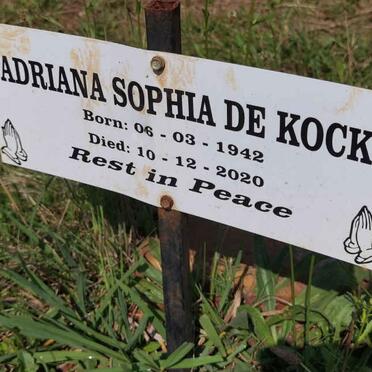 ADRIANA SOPHIA DE KOCK
Born: 06 - 03 - 1942
Died: 10 - 12 - 2020
Rest in Peace